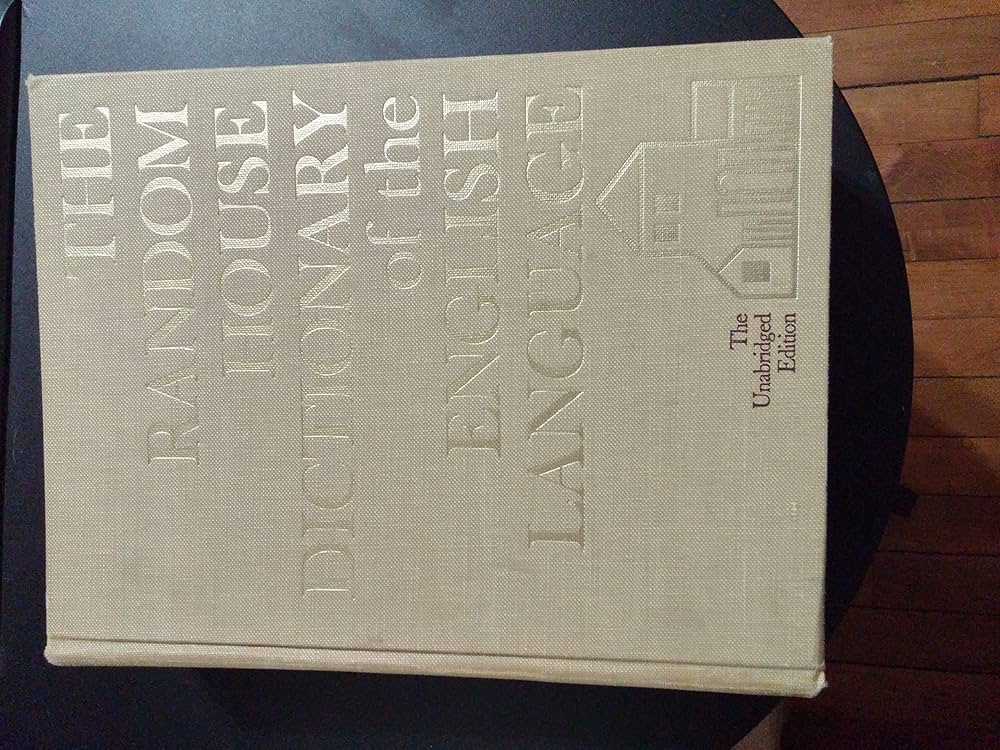 THE
RANDOM
HOUSE
DICTIONARY
of the
ENGLISH
LANGUAGE
The
Unabridged
Edition